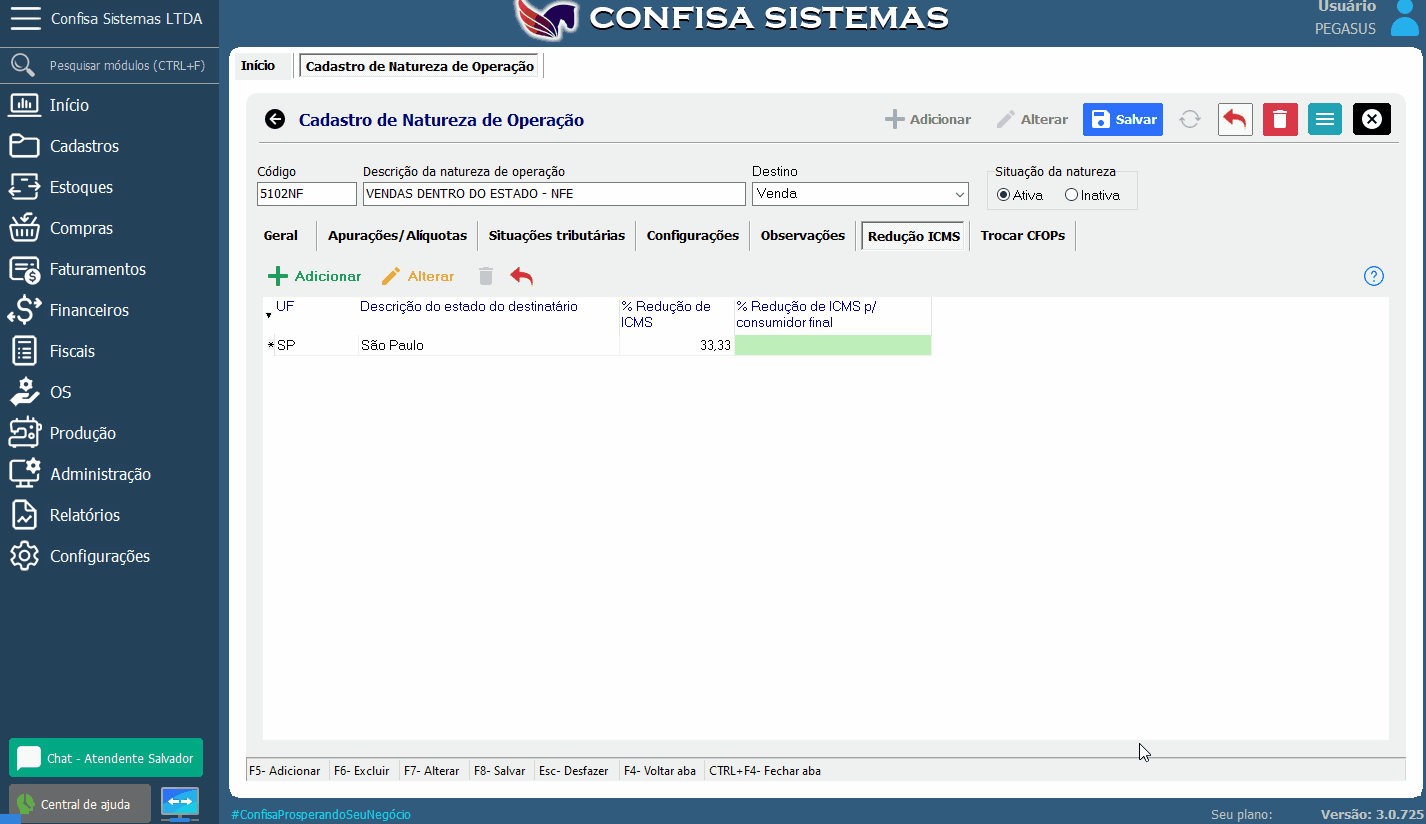 Confisa Sistemas LTDA
CONFISA SISTEMAS
Usuário
PEGASUS
Pesquisar módulos (CTRL+F)
Início
Cadastros
Estoques
Compras
Faturamentos
Financeiros
Fiscais
OS
Produção
Administração
Relatórios
Configurações
Chat - Atendente Salvador
Central de ajuda
Início
Cadastro de Natureza de Operação
Cadastro de Natureza de Operação
Adicionar
Alterar
Salvar
Código
Descrição da natureza de operação
Destino
Situação da natureza
5102NF
VENDAS DENTRO DO ESTADO - NFE
Venda
Ativa
Inativa
Geral
Apurações/Alíquotas
Situações tributárias
Configurações
Observações
Redução ICMS
Trocar CFOPs
Adicionar
Alterar
?
UF
Descrição do estado do destinatário
% Redução de
ICMS
% Redução de ICMS p/
consumidor final
* SP
São Paulo
33,33
F5- Adicionar
F6- Excluir
F7- Alterar
F8- Salvar
Esc- Desfazer
F4- Voltar aba
CTRL+F4- Fechar aba
#ConfisaProsperandoSeuNegócio
Seu plano:
Versão: 3.0.725